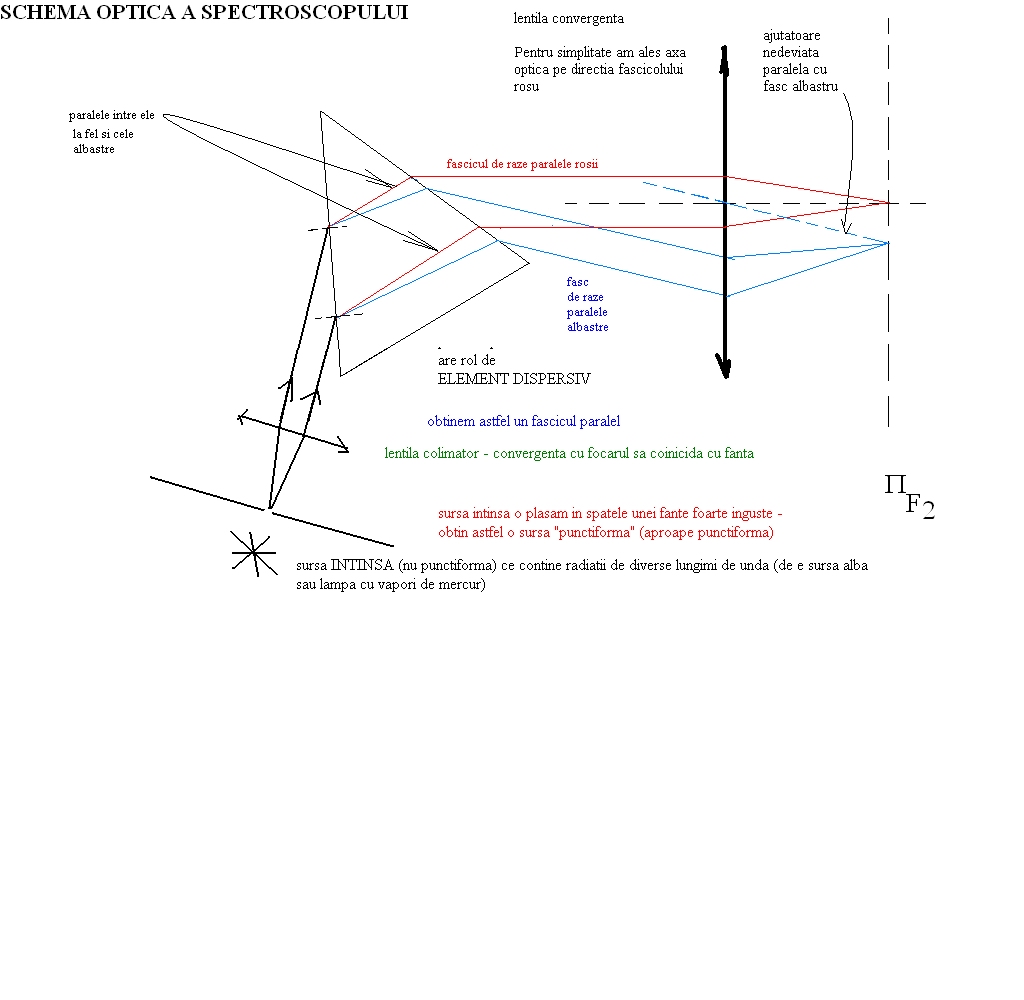 SCHEMA OPTICA A SPECTROSCOPULUI
lentila convergenta
Pentru simplitate am ales axa
optica pe directia fascicolului
rosu
ajutatoare
nedeviata
paralela cu
fasc albastru
paralele intre ele
la fel si cele
albastre
fascicul de raze paralele rosii
fasc
de raze
paralele
albastre
are rol de
ELEMENT DISPERSIV
obtinem astfel un fascicul paralel
lentila colimator - convergenta cu focarul sa coinicida cu fanta
Π
F2
sursa intinsa o plasam in spatele unei fante foarte inguste -
obtin astfel o sursa "punctiforma" (aproape punctiforma)
sursa INTINSA (nu punctiforma) ce contine radiatii de diverse lungimi de unda (de e sursa alba
sau lampa cu vapori de mercur)